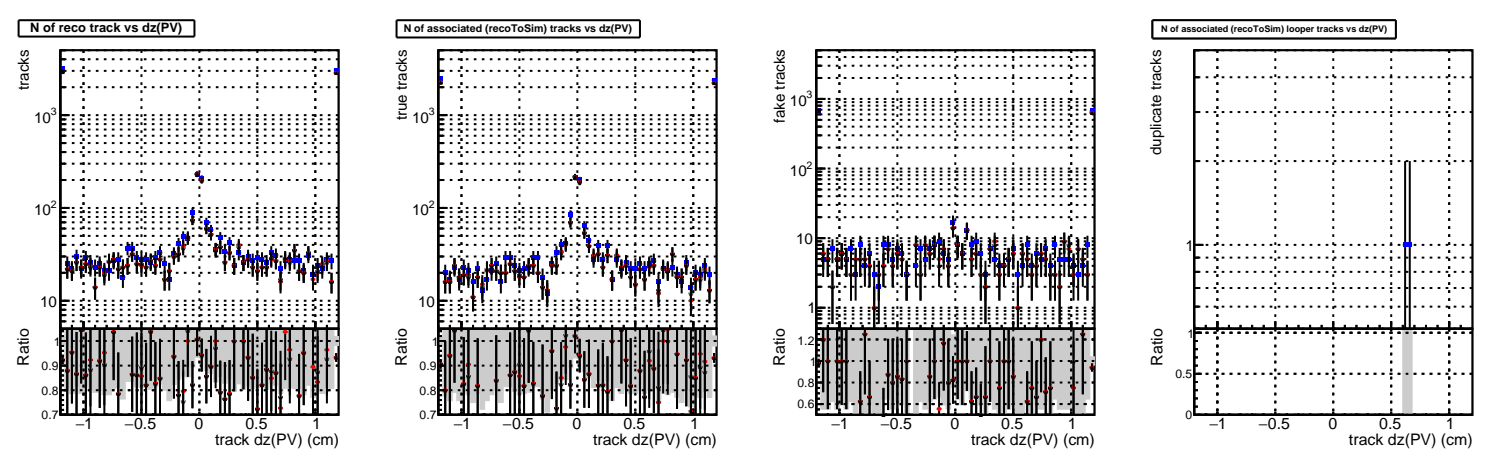 N of reco track vs dz(PV)
tracks
10³
10²
10
Ratio
1
0.9
0.8
0.7
−1 −0.5 0 0.5 1
track dz(PV) (cm)
N of associated (recoToSim) tracks vs dz(PV)
true tracks
10³
10²
10
Ratio
1
0.9
0.8
0.7
−1 −0.5 0 0.5 1
track dz(PV) (cm)
fake tracks
10³
10²
10
1
Ratio
1.2
1
0.8
0.6
−1 −0.5 0 0.5 1
track dz(PV) (cm)
N of associated (recoToSim) looper tracks vs dz(PV)
duplicate tracks
1
Ratio
1
0.5
0
−1 −0.5 0 0.5 1
track dz(PV) (cm)